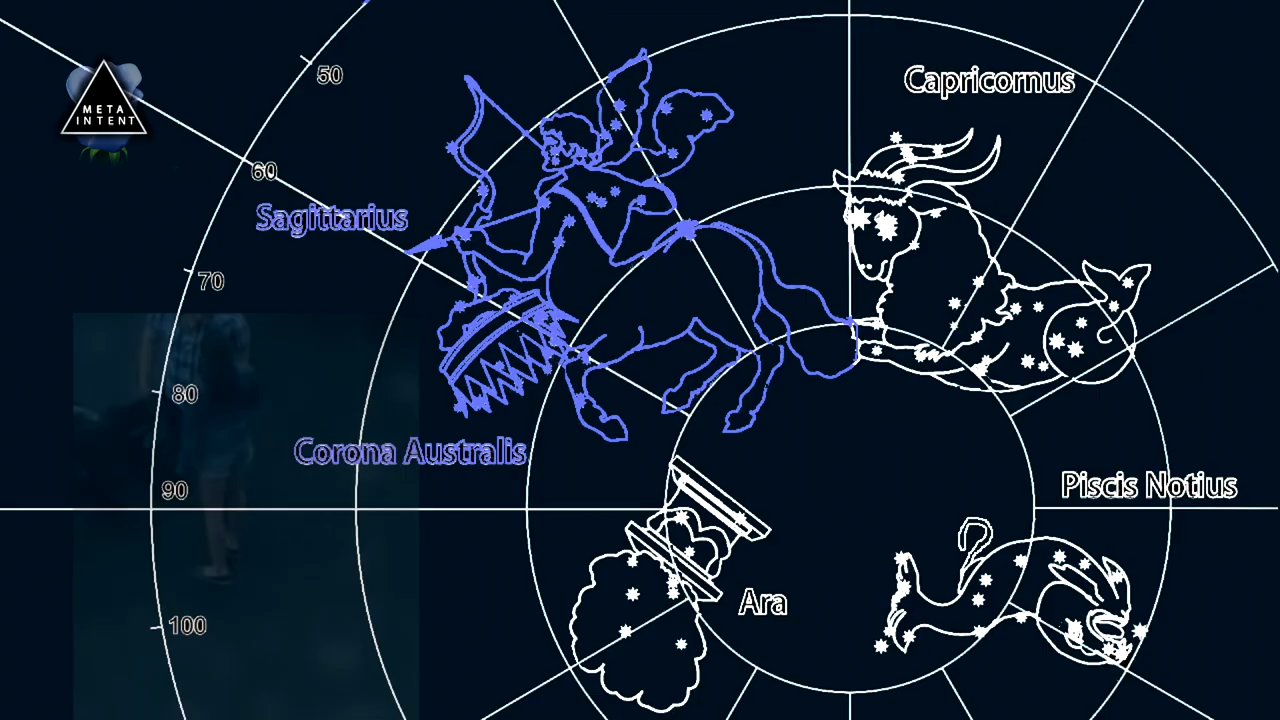 50
Capricornus
META
INTENT
60
Sagittarius
70
80
Corona Australis
90
Piscis Notius
Ara
100